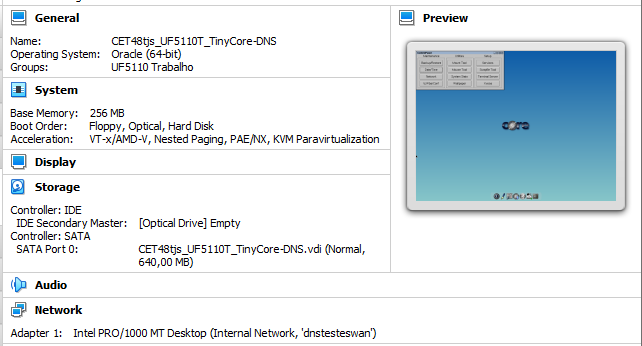 General
Name: CET48tjs_UF5110T_TinyCore-DNS
Operating System: Oracle (64-bit)
Groups: UF5110 Trabalho
System
Base Memory: 256 MB
Boot Order: Floppy, Optical, Hard Disk
Acceleration: VT-x/AMD-V, Nested Paging, PAE/NX, KVM Paravirtualization
Display
Storage
Controller: IDE
IDE Secondary Master: [Optical Drive] Empty
Controller: SATA
SATA Port 0: CET48tjs_UF5110T_TinyCore-DNS.vdi (Normal,
640,00 MB)
Audio
Network
Adapter 1: Intel PRO/1000 MT Desktop (Internal Network, 'dnstesteswan')
Preview